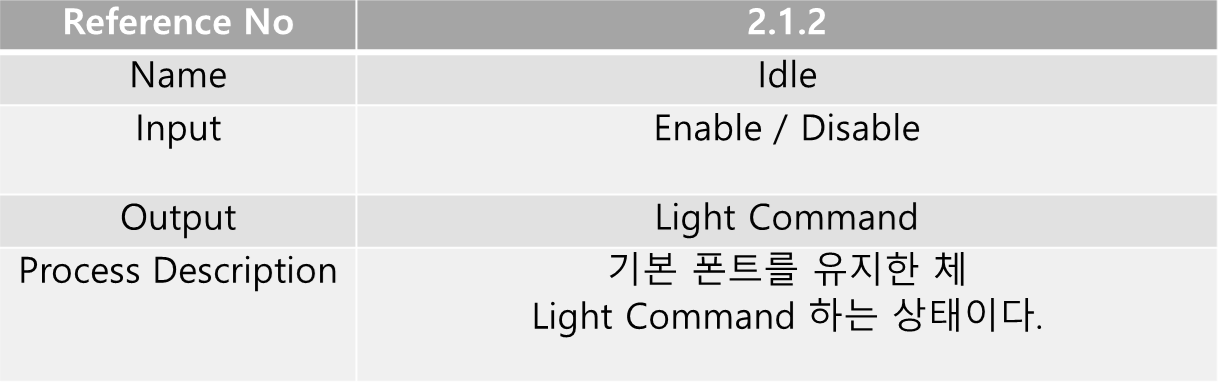 Reference No 2.1.2
Name Idle
Input Enable / Disable
Output Light Command
Process Description 기본 폰트를 유지한 체
Light Command 하는 상태이다.